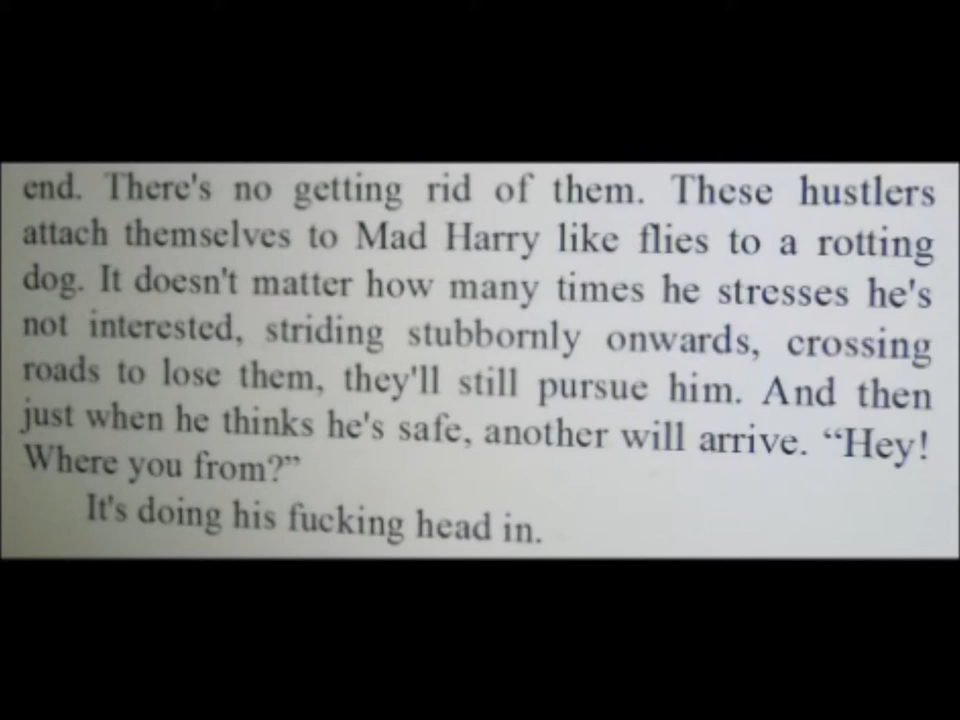 end. There's no getting rid of them. These hustlers
attach themselves to Mad Harry like flies to a rotting
dog. It doesn't matter how many times he stresses he's
not interested, striding stubbornly onwards, crossing
roads to lose them, they'll still pursue him. And then
just when he thinks he's safe, another will arrive. “Hey!
Where you from?”
It's doing his fucking head in.